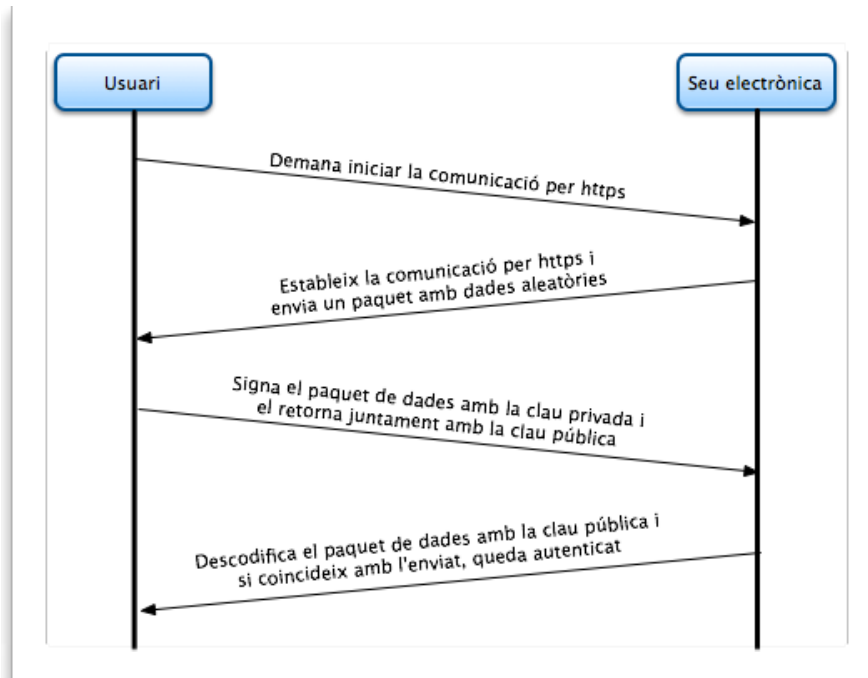 Usuari
Seu electrònica
Demana iniciar la comunicació per https
Estableix la comunicació per https i
envia un paquet amb dades aleatòries
Signa el paquet de dades amb la clau privada i
el retorna juntament amb la clau pública
Descodifica el paquet de dades amb la clau pública i
si coincideix amb l'enviat, queda autenticat